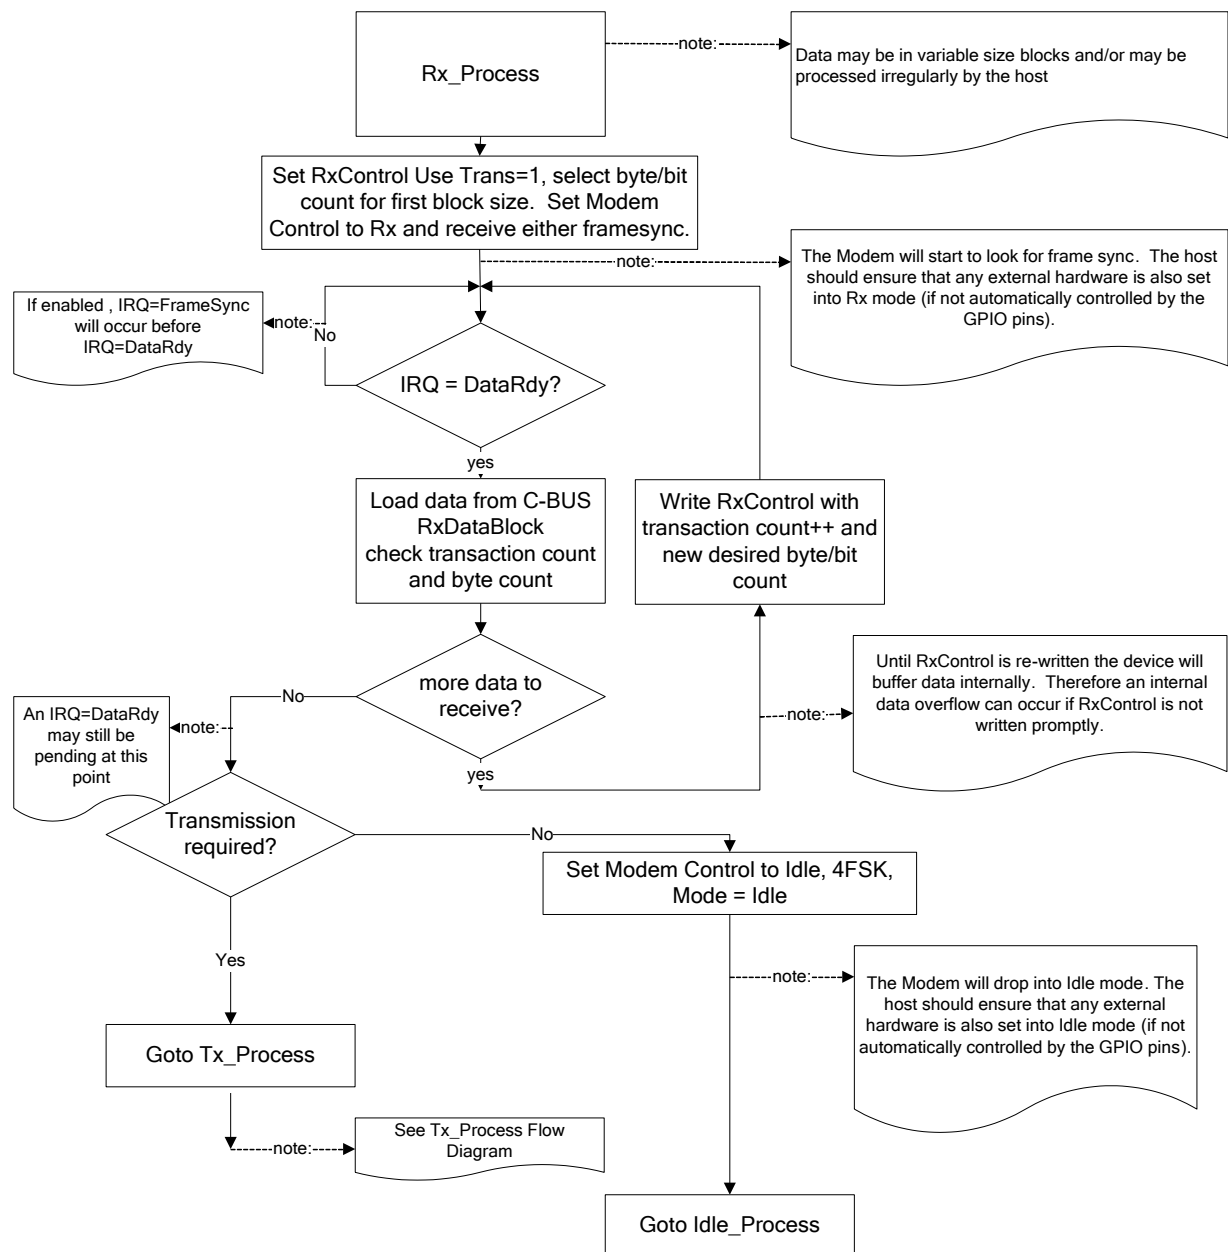 Rx_Process
note:
Data may be in variable size blocks and/or may be
processed irregularly by the host
Set RxControl Use Trans=1, select byte/bit
count for first block size.  Set Modem
Control to Rx and receive either framesync.
note:
The Modem will start to look for frame sync.  The host
should ensure that any external hardware is also set
into Rx mode (if not automatically controlled by the
GPIO pins).
If enabled , IRQ=FrameSync
will occur before
IRQ=DataRdy
note:
No
IRQ = DataRdy?
yes
Load data from C-BUS
RxDataBlock
check transaction count
and byte count
Write RxControl with
transaction count++ and
new desired byte/bit
count
more data to
receive?
No
yes
note:
Until RxControl is re-written the device will
buffer data internally.  Therefore an internal
data overflow can occur if RxControl is not
written promptly.
An IRQ=DataRdy
may still be
pending at this
point
note:
Transmission
required?
No
Set Modem Control to Idle, 4FSK,
Mode = Idle
Yes
note:
The Modem will drop into Idle mode. The
host should ensure that any external
hardware is also set into Idle mode (if not
automatically controlled by the GPIO pins).
Goto Tx_Process
note:
See Tx_Process Flow
Diagram
Goto Idle_Process